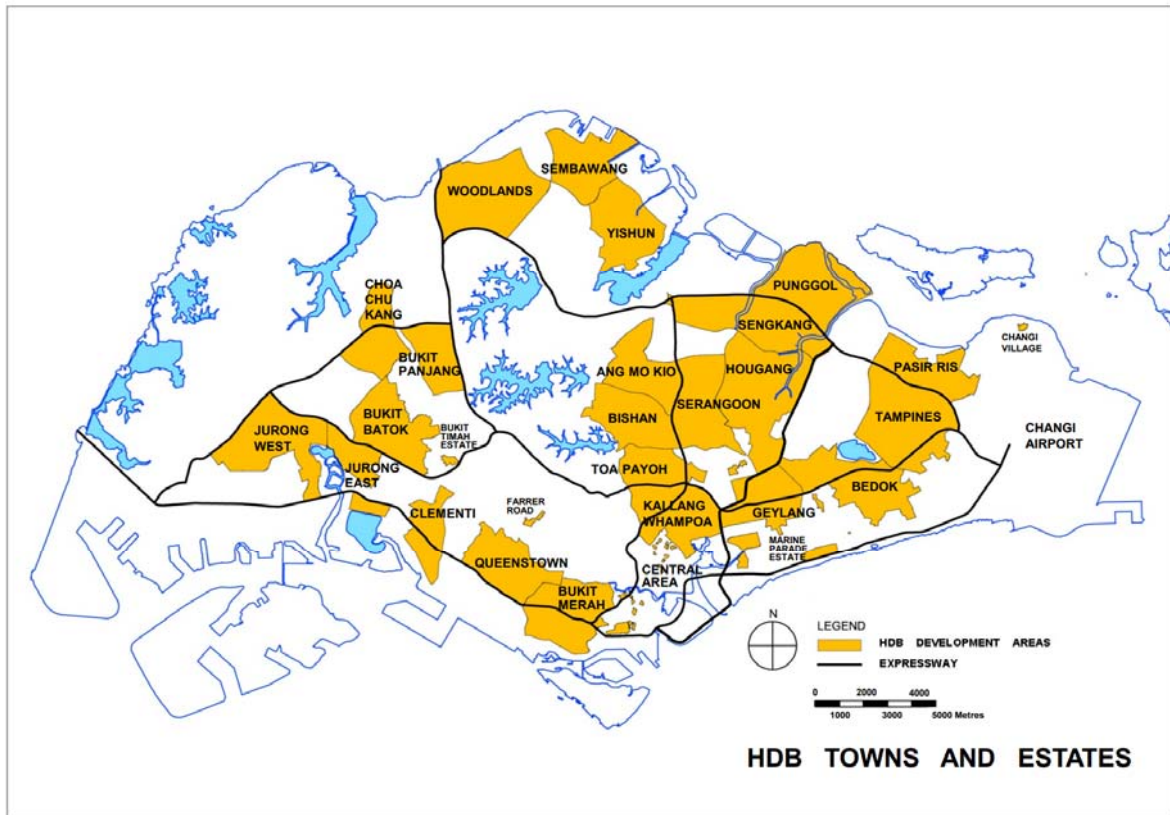 SEMBAWANG
WOODLANDS
YISHUN
CHOA
CHU
KANG
PUNGGOL
SENGKANG
CHANGI
VILLAGE
BUKIT
PANJANG
ANG MO KIO
HOUGANG
PASIR RIS
BUKIT
BATOK
BISHAN
SERANGOON
TAMPINES
JURONG
WEST
BUKIT
TIMAH
ESTATE
CHANGI
AIRPORT
JURONG
EAST
TOA PAYOH
BEDOK
CLEMENTI
FARRER
ROAD
KALLANG
WHAMPOA
GEYLANG
MARINE
PARADE
ESTATE
QUEENSTOWN
CENTRAL
AREA
BUKIT
MERAH
N
LEGEND
HDB DEVELOPMENT AREAS
EXPRESSWAY
0 2000 4000
1000 3000 5000 Metres
HDB TOWNS AND ESTATES